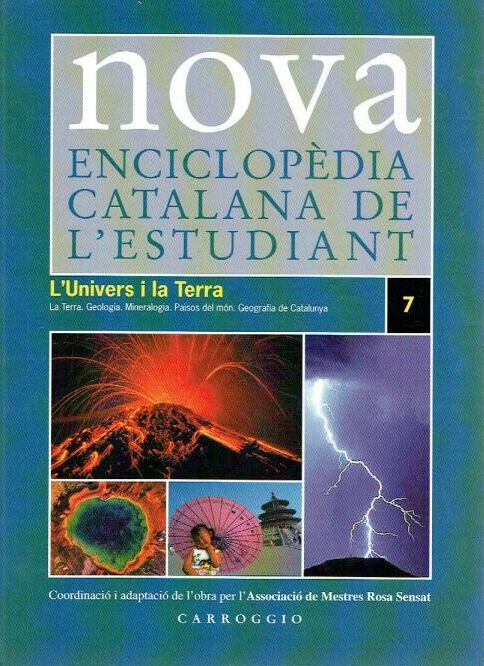 nova
ENCICLOPÈDIA
CATALANA DE
L'ESTUDIANT
L'Univers i la Terra
La Terra. Geologia. Mineralogia. Països del món. Geografia de Catalunya
7
Coordinació i adaptació de l'obra per l'Associació de Mestres Rosa Sensat
CARROGGIO